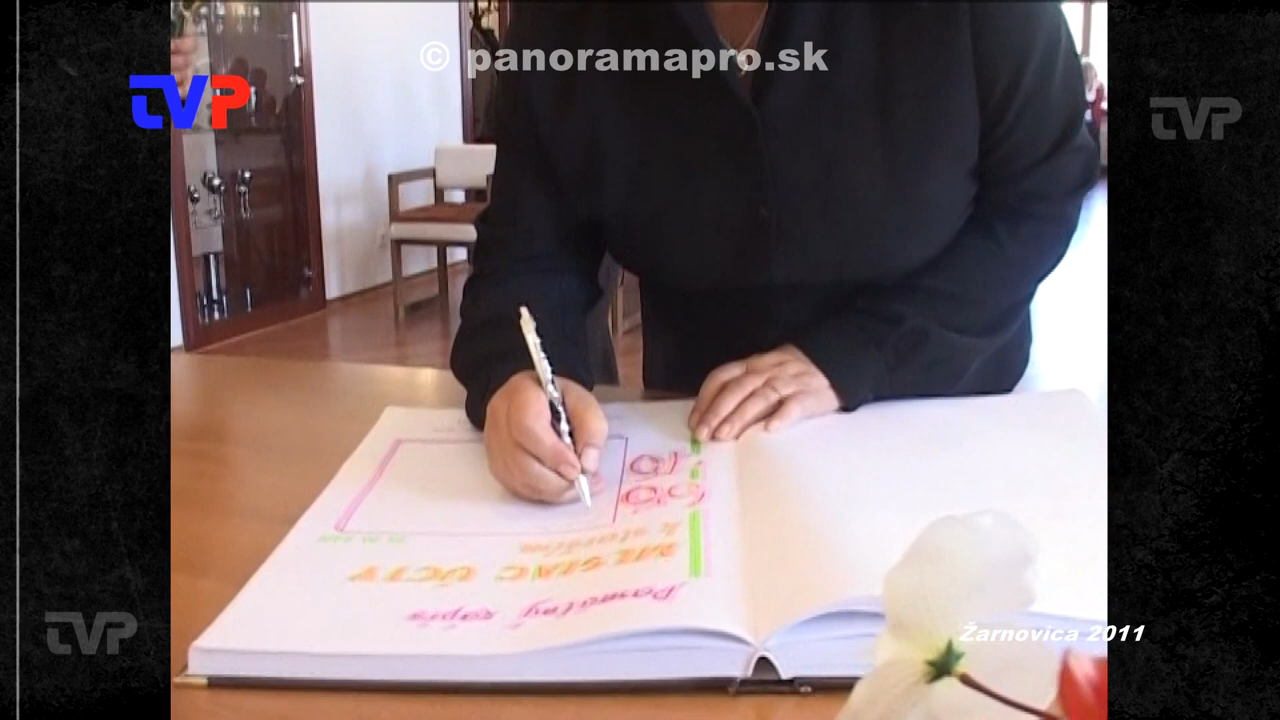 © panoramapro.sk
TVP
TVP
TVP
Žarnovica 2011
Pamätný zápis
MESIAC ÚCTY
k starším